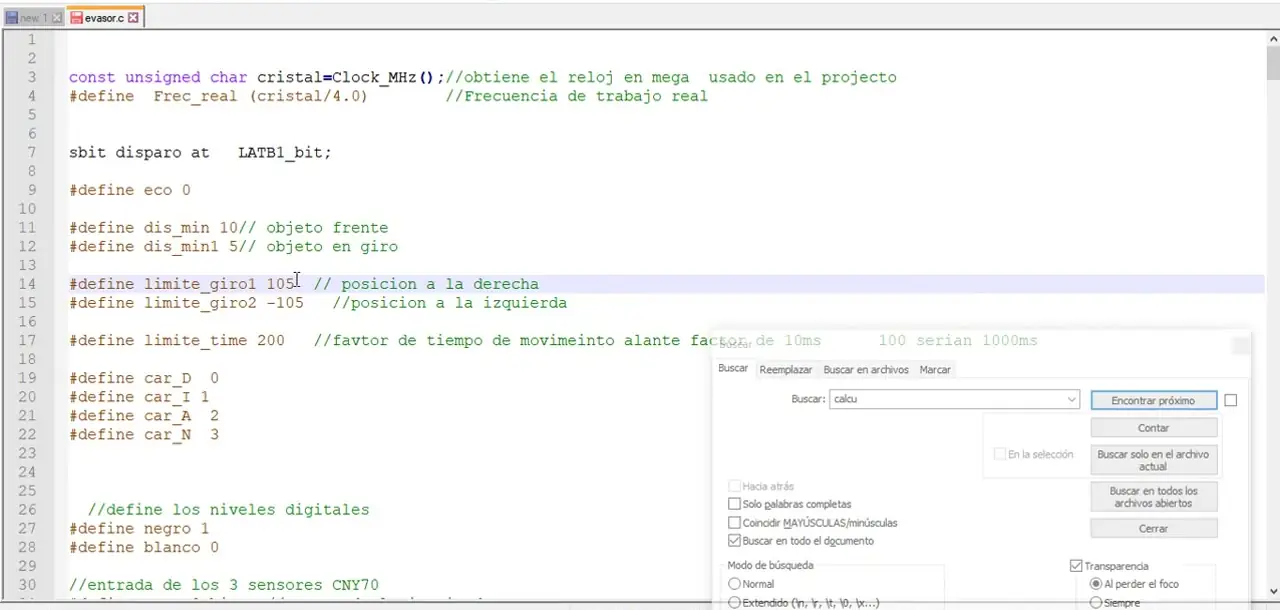 new 1
evasor.c
1
2
3 const unsigned char cristal=Clock_MHz();//obtiene el reloj en mega  usado en el projecto
4 #define  Frec_real (cristal/4.0)        //Frecuencia de trabajo real
5
6
7 sbit disparo at   LATB1_bit;
8
9 #define eco 0
10
11 #define dis_min 10// objeto frente
12 #define dis_min1 5// objeto en giro
13
14 #define limite_giro1 105  // posicion a la derecha
15 #define limite_giro2 -105   //posicion a la izquierda
16
17 #define limite_time 200   //favtor de tiempo de movimeinto alante factor de 10ms      100 serian 1000ms
18
19 #define car_D  0
20 #define car_I 1
21 #define car_A  2
22 #define car_N  3
23
24
25
26   //define los niveles digitales
27 #define negro 1
28 #define blanco 0
29
30 //entrada de los 3 sensores CNY70
Buscar
Buscar Reemplazar Buscar en archivos Marcar
Buscar: calcu Encontrar próximo
Contar
En la selección
Buscar solo en el archivo
actual
Hacia atrás
Solo palabras completas
Buscar en todos los
archivos abiertos
Coincidir MAYÚSCULAS/minúsculas
Cerrar
Buscar en todo el documento
Modo de búsqueda
Transparencia
Normal
Al perder el foco
Extendido (\n, \r, \t, \0, \x...)
Siempre